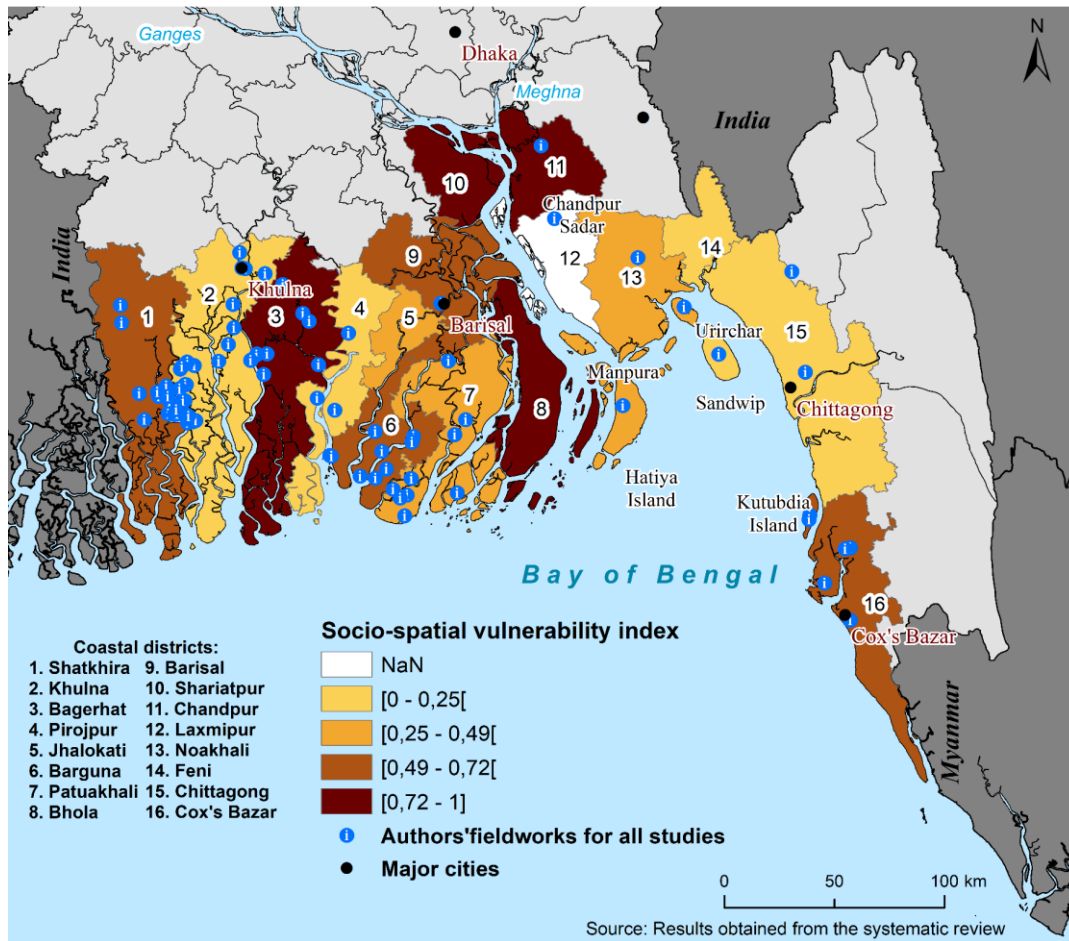 N
Ganges
Dhaka
Meghna
India
India
11
10
Chandpur
Sadar
9
12
14
13
2
Khulna
1
3
4
5
Barisal
Urirchar
15
Manpura
7
Sandwip
Chittagong
8
6
Hatiya
Island
Kutubdia
Island
Bay of Bengal
16
Cox's Bazar
Myanmar
Coastal districts:
1. Shatkhira 9. Barisal
2. Khulna 10. Shariatpur
3. Bagerhat 11. Chandpur
4. Pirojpur 12. Laxmipur
5. Jhalokati 13. Noakhali
6. Barguna 14. Feni
7. Patuakhali 15. Chittagong
8. Bhola 16. Cox's Bazar
Socio-spatial vulnerability index
NaN
[0 - 0,25[
[0,25 - 0,49[
[0,49 - 0,72[
[0,72 - 1]
i Authors'fieldworks for all studies
Major cities
0 50 100 km
Source: Results obtained from the systematic review